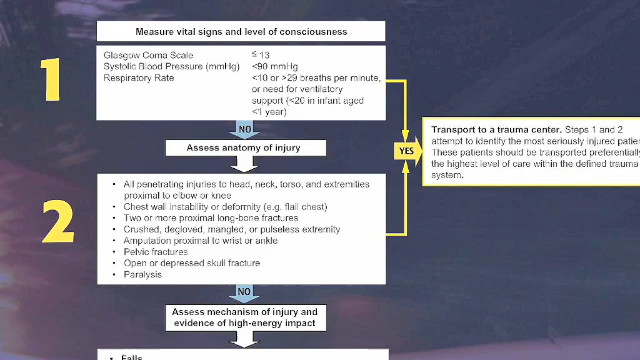 Measure vital signs and level of consciousness
1
Glasgow Coma Scale ≤ 13
Systolic Blood Pressure (mmHg) <90 mmHg
Respiratory Rate <10 or >29 breaths per minute,
or need for ventilatory
support (<20 in infant aged
<1 year)
NO
Assess anatomy of injury
YES
Transport to a trauma center. Steps 1 and 2
attempt to identify the most seriously injured
These patients should be transported preferentially
the highest level of care within the defined trauma
system.
2
• All penetrating injuries to head, neck, torso, and extremities
proximal to elbow or knee
• Chest wall instability or deformity (e.g. flail chest)
• Two or more proximal long-bone fractures
• Crushed, degloved, mangled, or pulseless extremity
• Amputation proximal to wrist or ankle
• Pelvic fractures
• Open or depressed skull fracture
• Paralysis
NO
Assess mechanism of injury and
evidence of high-energy impact
• Falls